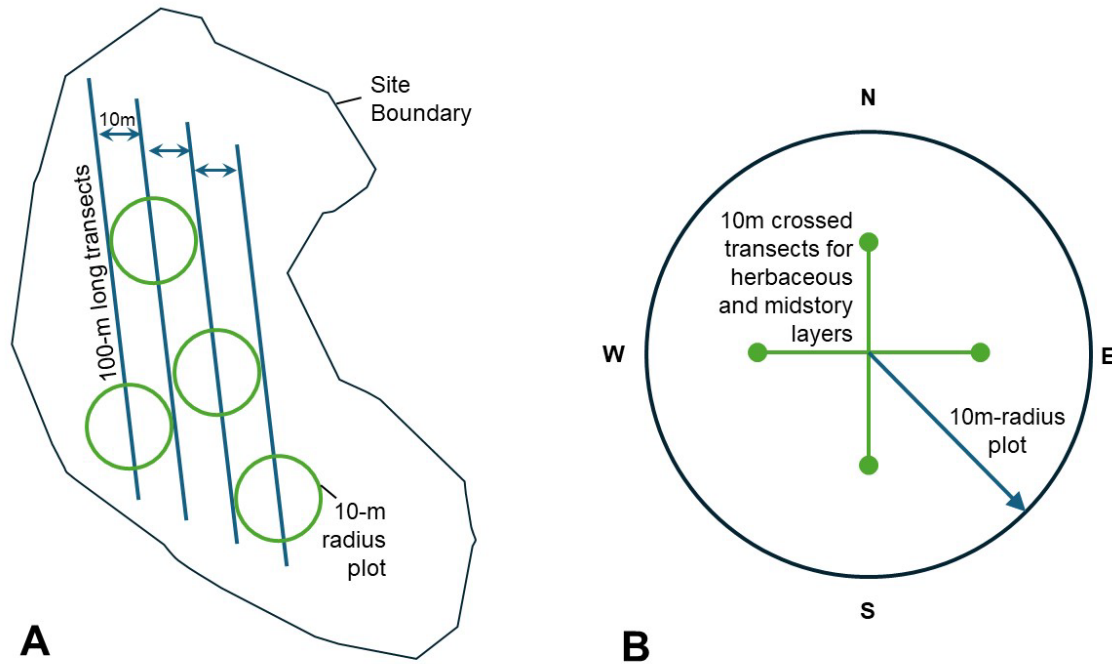 Site
Boundary
10m
100-m long transects
10-m
radius
plot
A
N
10m crossed
transects for
herbaceous
and midstory
layers
W
E
10m-radius
plot
S
B